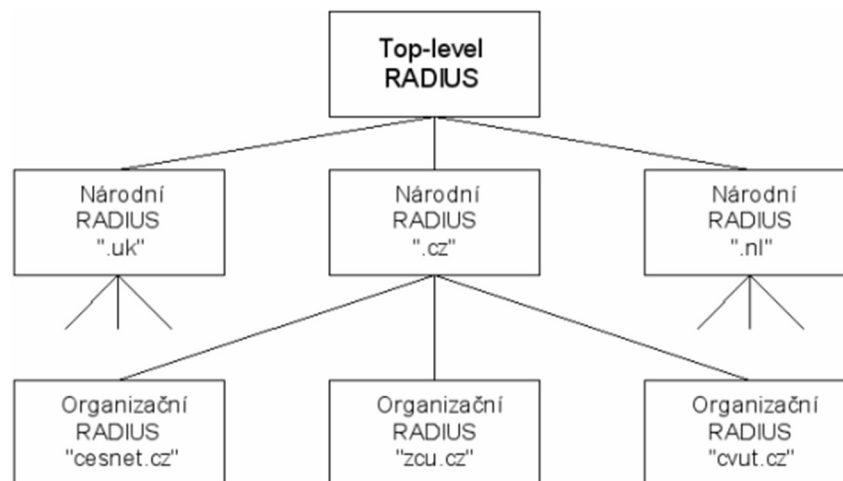 Top-level
RADIUS
Národní
RADIUS
".uk"
Národní
RADIUS
".cz"
Národní
RADIUS
".nl"
Organizační
RADIUS
"cesnet.cz"
Organizační
RADIUS
"zcu.cz"
Organizační
RADIUS
"cvut.cz"